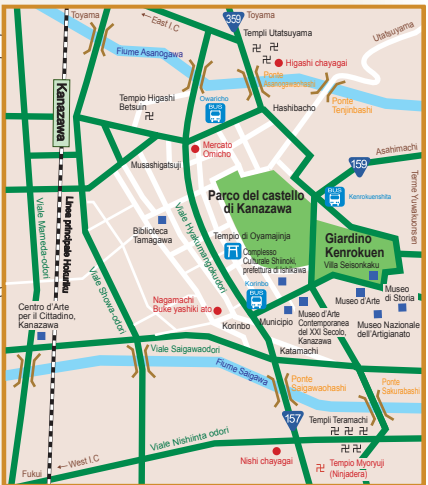 Toyama
East I.C
359
Toyama
Templi Utatsuyama
Utatsuyama
Fiume Asanogawa
Higashi chayagai
Ponte
Asanogawaohashi
Ponte
Tenjinbashi
Kanazawa
Tempio Higashi
Betsuin
Owaricho
BUS
Hashibacho
Mercato
Omicho
Musashigatsuji
Asahimachi
159
Terme Yuwakuonsen
BUS
Kenrokuenshita
Parco del castello
di Kanazawa
Viale Mameda-odori
Linea principale Hokuriku
Viale Showa-odori
Viale Hyakumangokudori
Biblioteca
Tamagawa
Tempio di Oyamajinja
Giardino
Kenrokuen
Villa Seisonkaku
Complesso
Culturale Shiinoki,
prefettura di Ishikawa
Korinbo
BUS
Museo
di Storia
Museo d'Arte
Centro d'Arte
per il Cittadino,
Kanazawa
Nagamachi
Buke yashiki ato
Korinbo
Municipio
Museo d'Arte
Contemporanea
del XXI Secolo,
Kanazawa
Museo Nazionale
dell'Artigianato
Katamachi
Viale Saigawaodori
Fiume Saigawa
Ponte
Saigawaohashi
Ponte
Sakurabashi
157
Templi Teramachi
Viale Nishiinta odori
West I.C
Fukui
Nishi chayagai
Tempio Myoryuji
(Ninjadera)